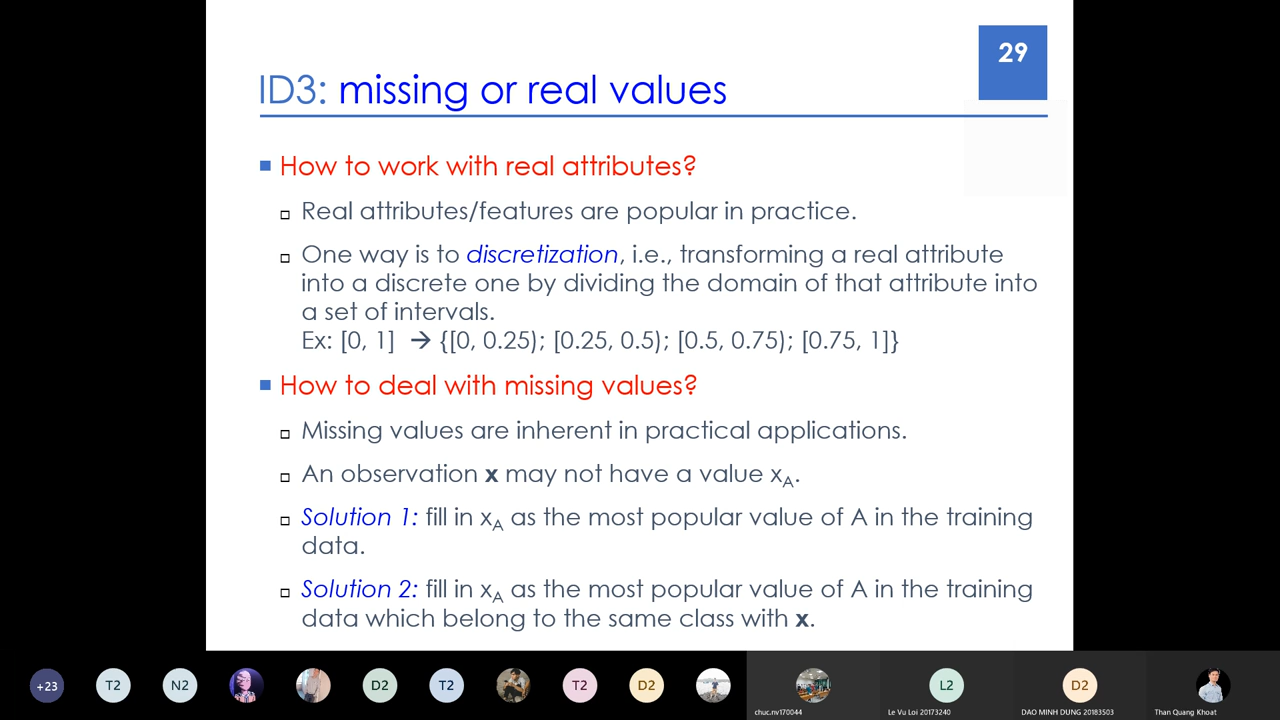 29
ID3: missing or real values
How to work with real attributes?
Real attributes/features are popular in practice.
One way is to discretization, i.e., transforming a real attribute
into a discrete one by dividing the domain of that attribute into
a set of intervals.
Ex: [0, 1] → {[0, 0.25); [0.25, 0.5); [0.5, 0.75); [0.75, 1]}
How to deal with missing values?
Missing values are inherent in practical applications.
An observation x may not have a value xA.
Solution 1: fill in xA as the most popular value of A in the training
data.
Solution 2: fill in xA as the most popular value of A in the training
data which belong to the same class with x.
+23 T2 N2 D2 T2 T2 D2 L2 D2
chuc.nv170044 Le Vu Loi 20173240 DAO MINH DUNG 20183503 Than Quang Khoat